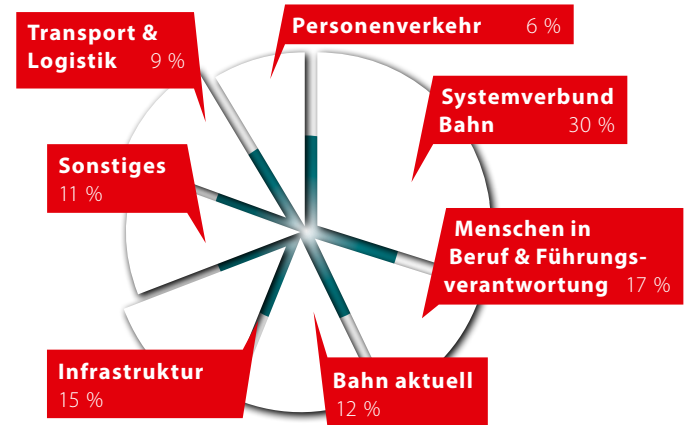 Personenverkehr 6 %
Transport &
Logistik 9 %
Systemverbund
Bahn 30 %
Sonstiges
11 %
Menschen in
Beruf & Führungs-
verantwortung 17 %
Infrastruktur
15 %
Bahn aktuell
12 %